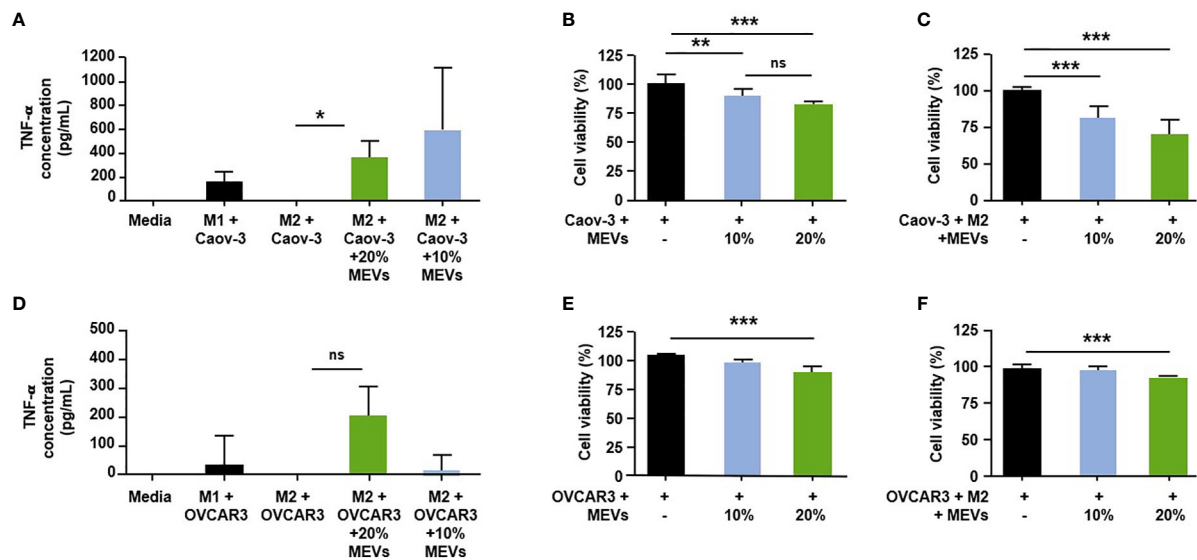 A
TNF-α
concentration
(pg/mL)
1200
1000
800
600
400
200
0
*
Media
M1 +
Caov-3
M2 +
Caov-3
M2 +
Caov-3
+20%
MEVs
M2 +
Caov-3
+10%
MEVs
B
Cell viability (%)
125
100
75
50
25
0
***
**
ns
Caov-3 + + + +
MEVs - 10% 20%
C
Cell viability (%)
125
100
75
25
0
***
***
Caov-3 + M2 + + +
+MEVs - 10% 20%
D
TNF-α
concentration
(pg/mL)
500
400
300
200
100
0
ns
Media
M1 +
OVCAR3
M2 +
OVCAR3
M2 +
OVCAR3
+20%
MEVs
M2 +
OVCAR3
+10%
MEVs
E
Cell viability (%)
125
100
75
50
25
0
***
OVCAR3 + + + +
MEVs - 10% 20%
F
Cell viability (%)
125
100
75
25
0
***
OVCAR3 + M2 + + +
+ MEVs - 10% 20%